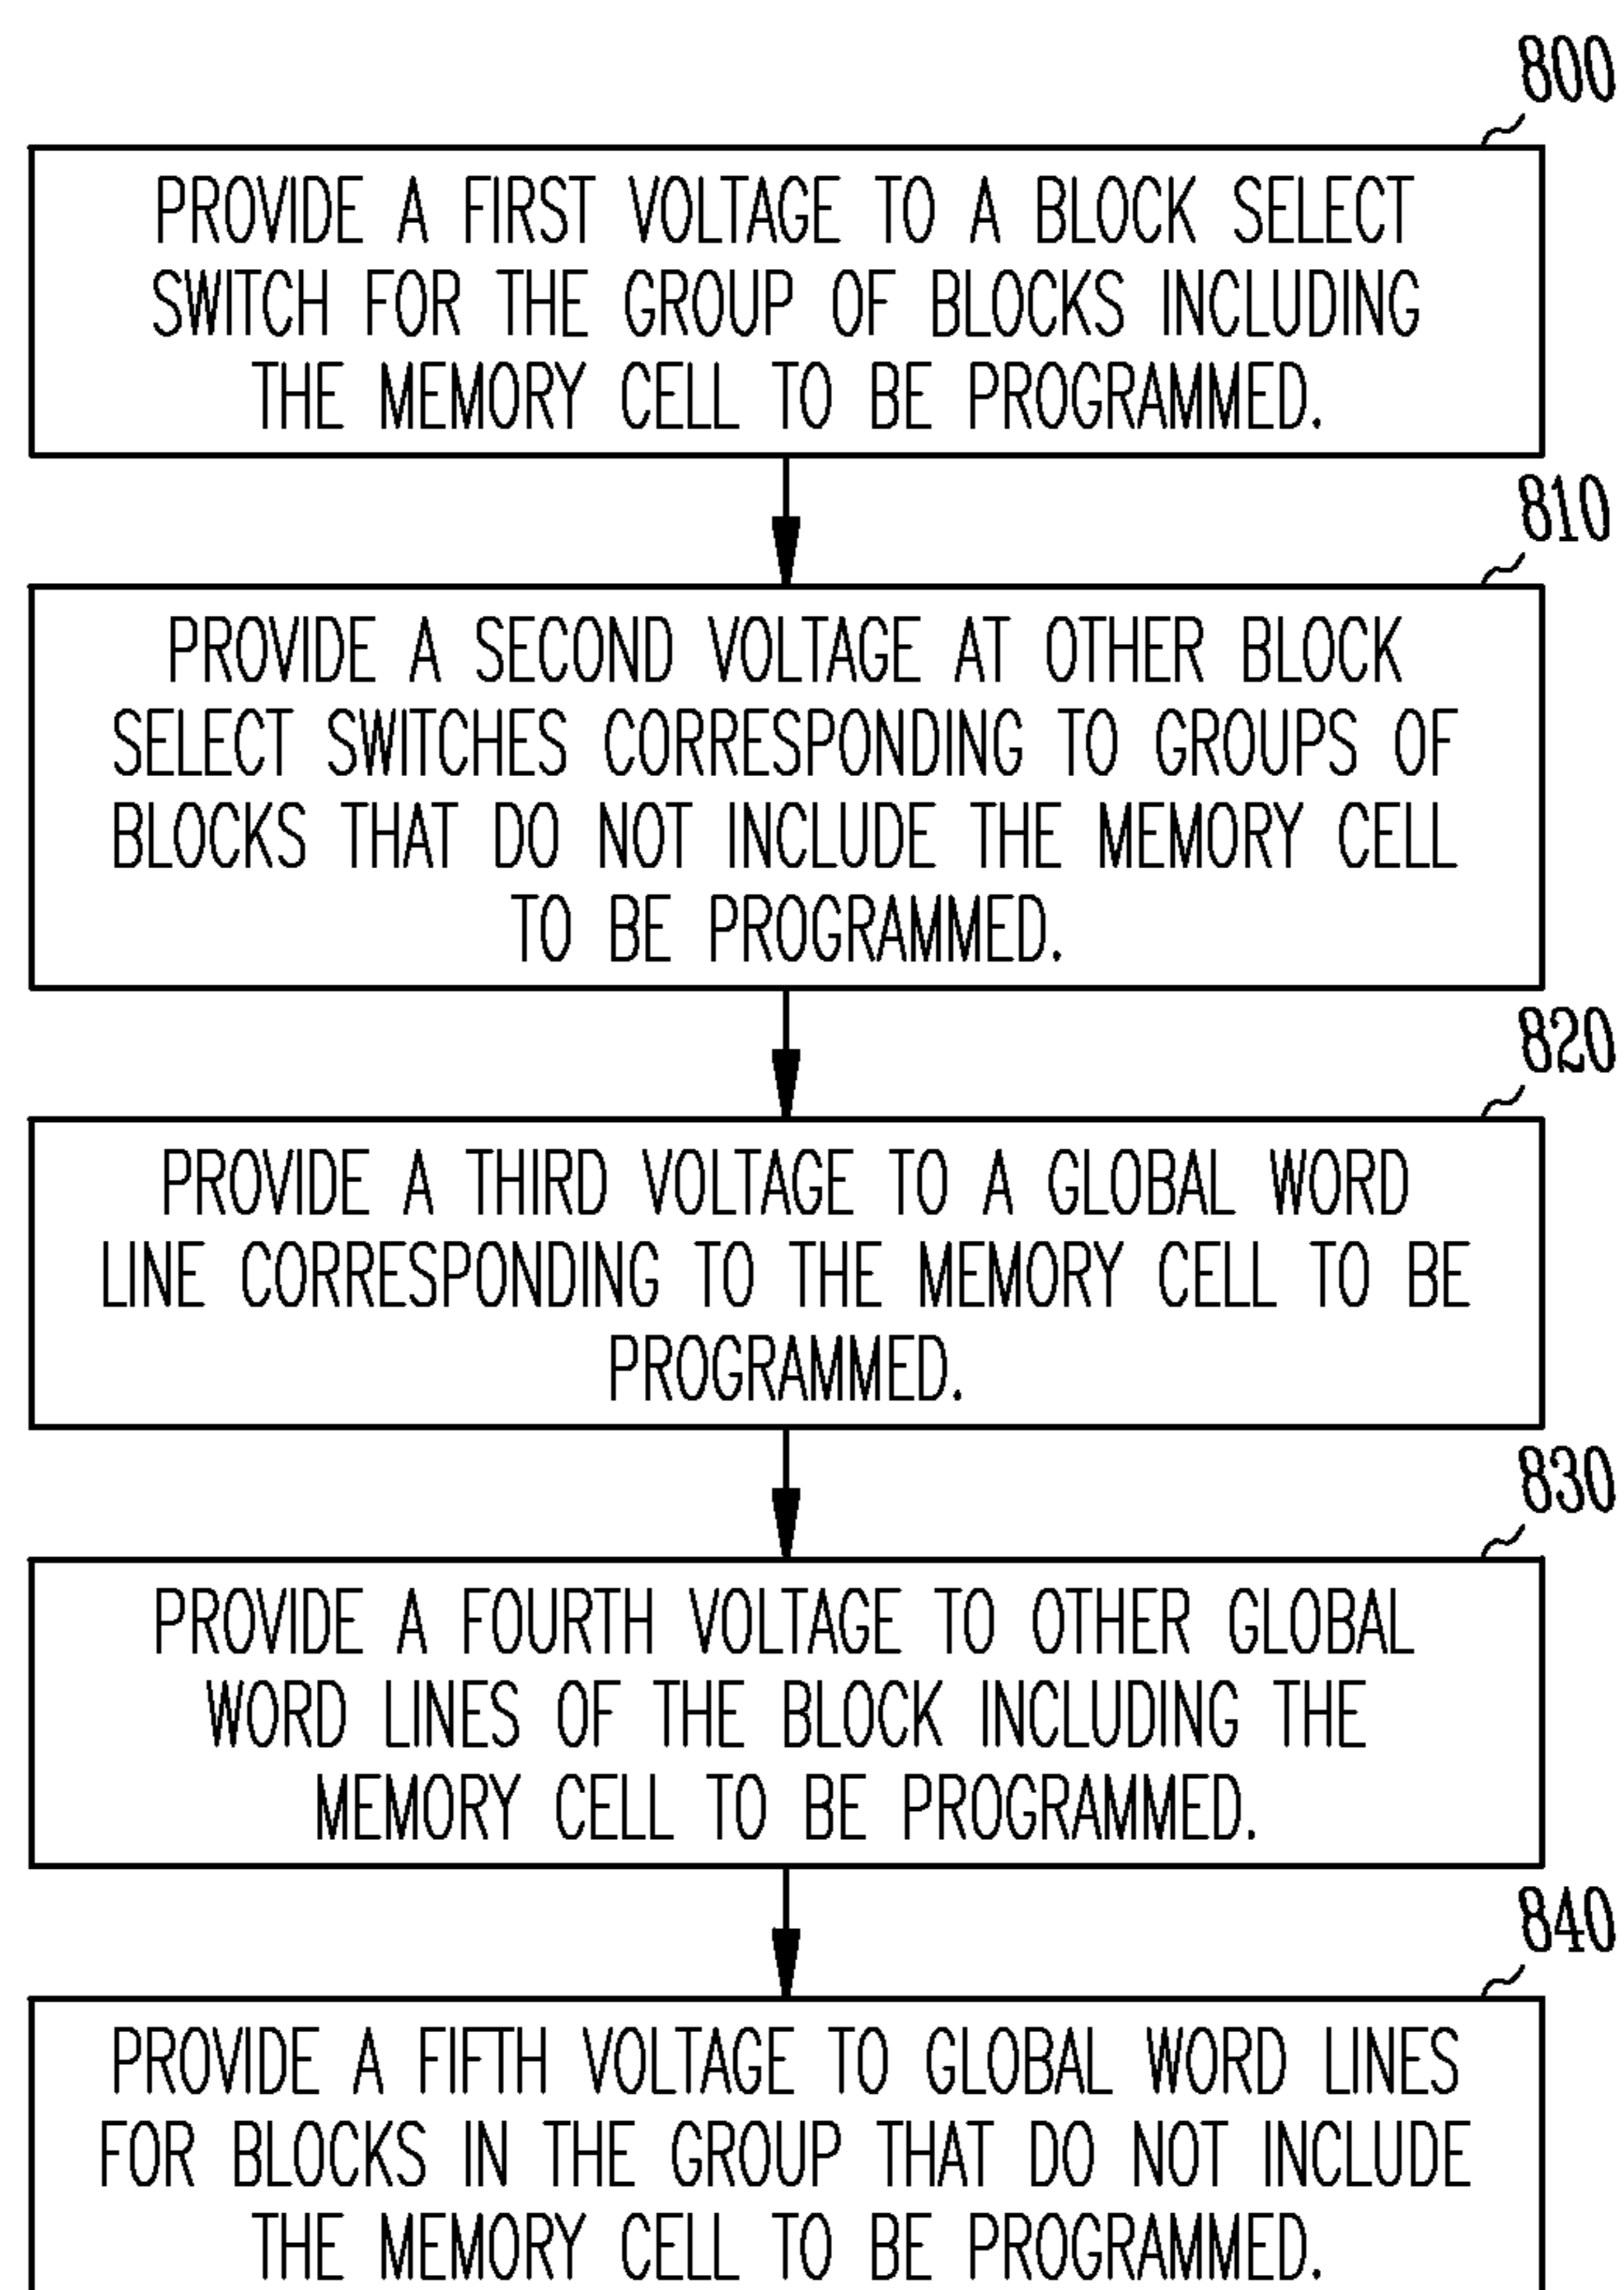 800
PROVIDE A FIRST VOLTAGE TO A BLOCK SELECT
SWITCH FOR THE GROUP OF BLOCKS INCLUDING
THE MEMORY CELL TO BE PROGRAMMED.
810
PROVIDE A SECOND VOLTAGE AT OTHER BLOCK
SELECT SWITCHES CORRESPONDING TO GROUPS OF
BLOCKS THAT DO NOT INCLUDE THE MEMORY CELL
TO BE PROGRAMMED.
820
PROVIDE A THIRD VOLTAGE TO A GLOBAL WORD
LINE CORRESPONDING TO THE MEMORY CELL TO BE
PROGRAMMED.
830
PROVIDE A FOURTH VOLTAGE TO OTHER GLOBAL
WORD LINES OF THE BLOCK INCLUDING THE
MEMORY CELL TO BE PROGRAMMED.
840
PROVIDE A FIFTH VOLTAGE TO GLOBAL WORD LINES
FOR BLOCKS IN THE GROUP THAT DO NOT INCLUDE
THE MEMORY CELL TO BE PROGRAMMED.